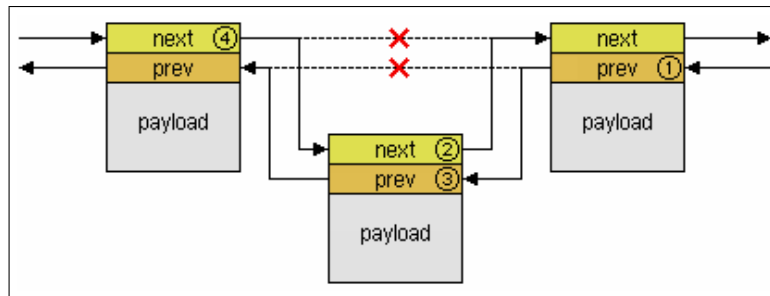 next ④
prev
payload
next
prev ①
payload
next ②
prev ③
payload